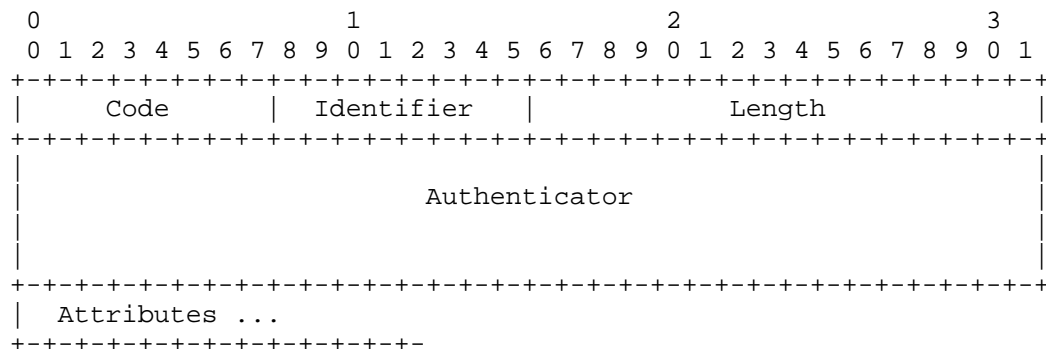 0                   1                   2                   3
 0 1 2 3 4 5 6 7 8 9 0 1 2 3 4 5 6 7 8 9 0 1 2 3 4 5 6 7 8 9 0 1
+-+-+-+-+-+-+-+-+-+-+-+-+-+-+-+-+-+-+-+-+-+-+-+-+-+-+-+-+-+-+-+-+
|     Code      |  Identifier   |            Length             |
+-+-+-+-+-+-+-+-+-+-+-+-+-+-+-+-+-+-+-+-+-+-+-+-+-+-+-+-+-+-+-+-+
|                                                               |
|                         Authenticator                         |
|                                                               |
|                                                               |
+-+-+-+-+-+-+-+-+-+-+-+-+-+-+-+-+-+-+-+-+-+-+-+-+-+-+-+-+-+-+-+-+
|  Attributes ...
+-+-+-+-+-+-+-+-+-+-+-+-+-